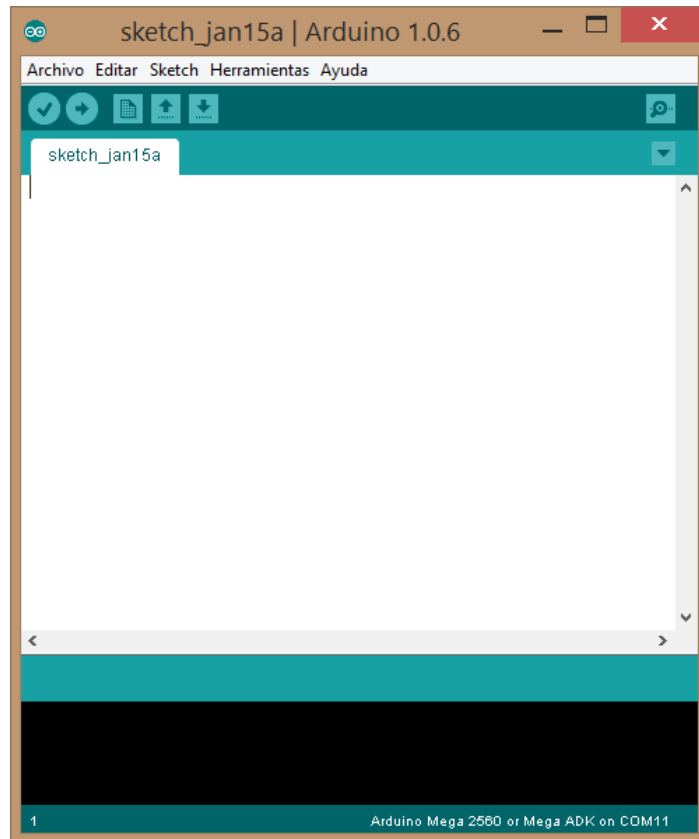 sketch_jan15a | Arduino 1.0.6
Archivo Editar Sketch Herramientas Ayuda
sketch_jan15a
1 Arduino Mega 2560 or Mega ADK on COM11